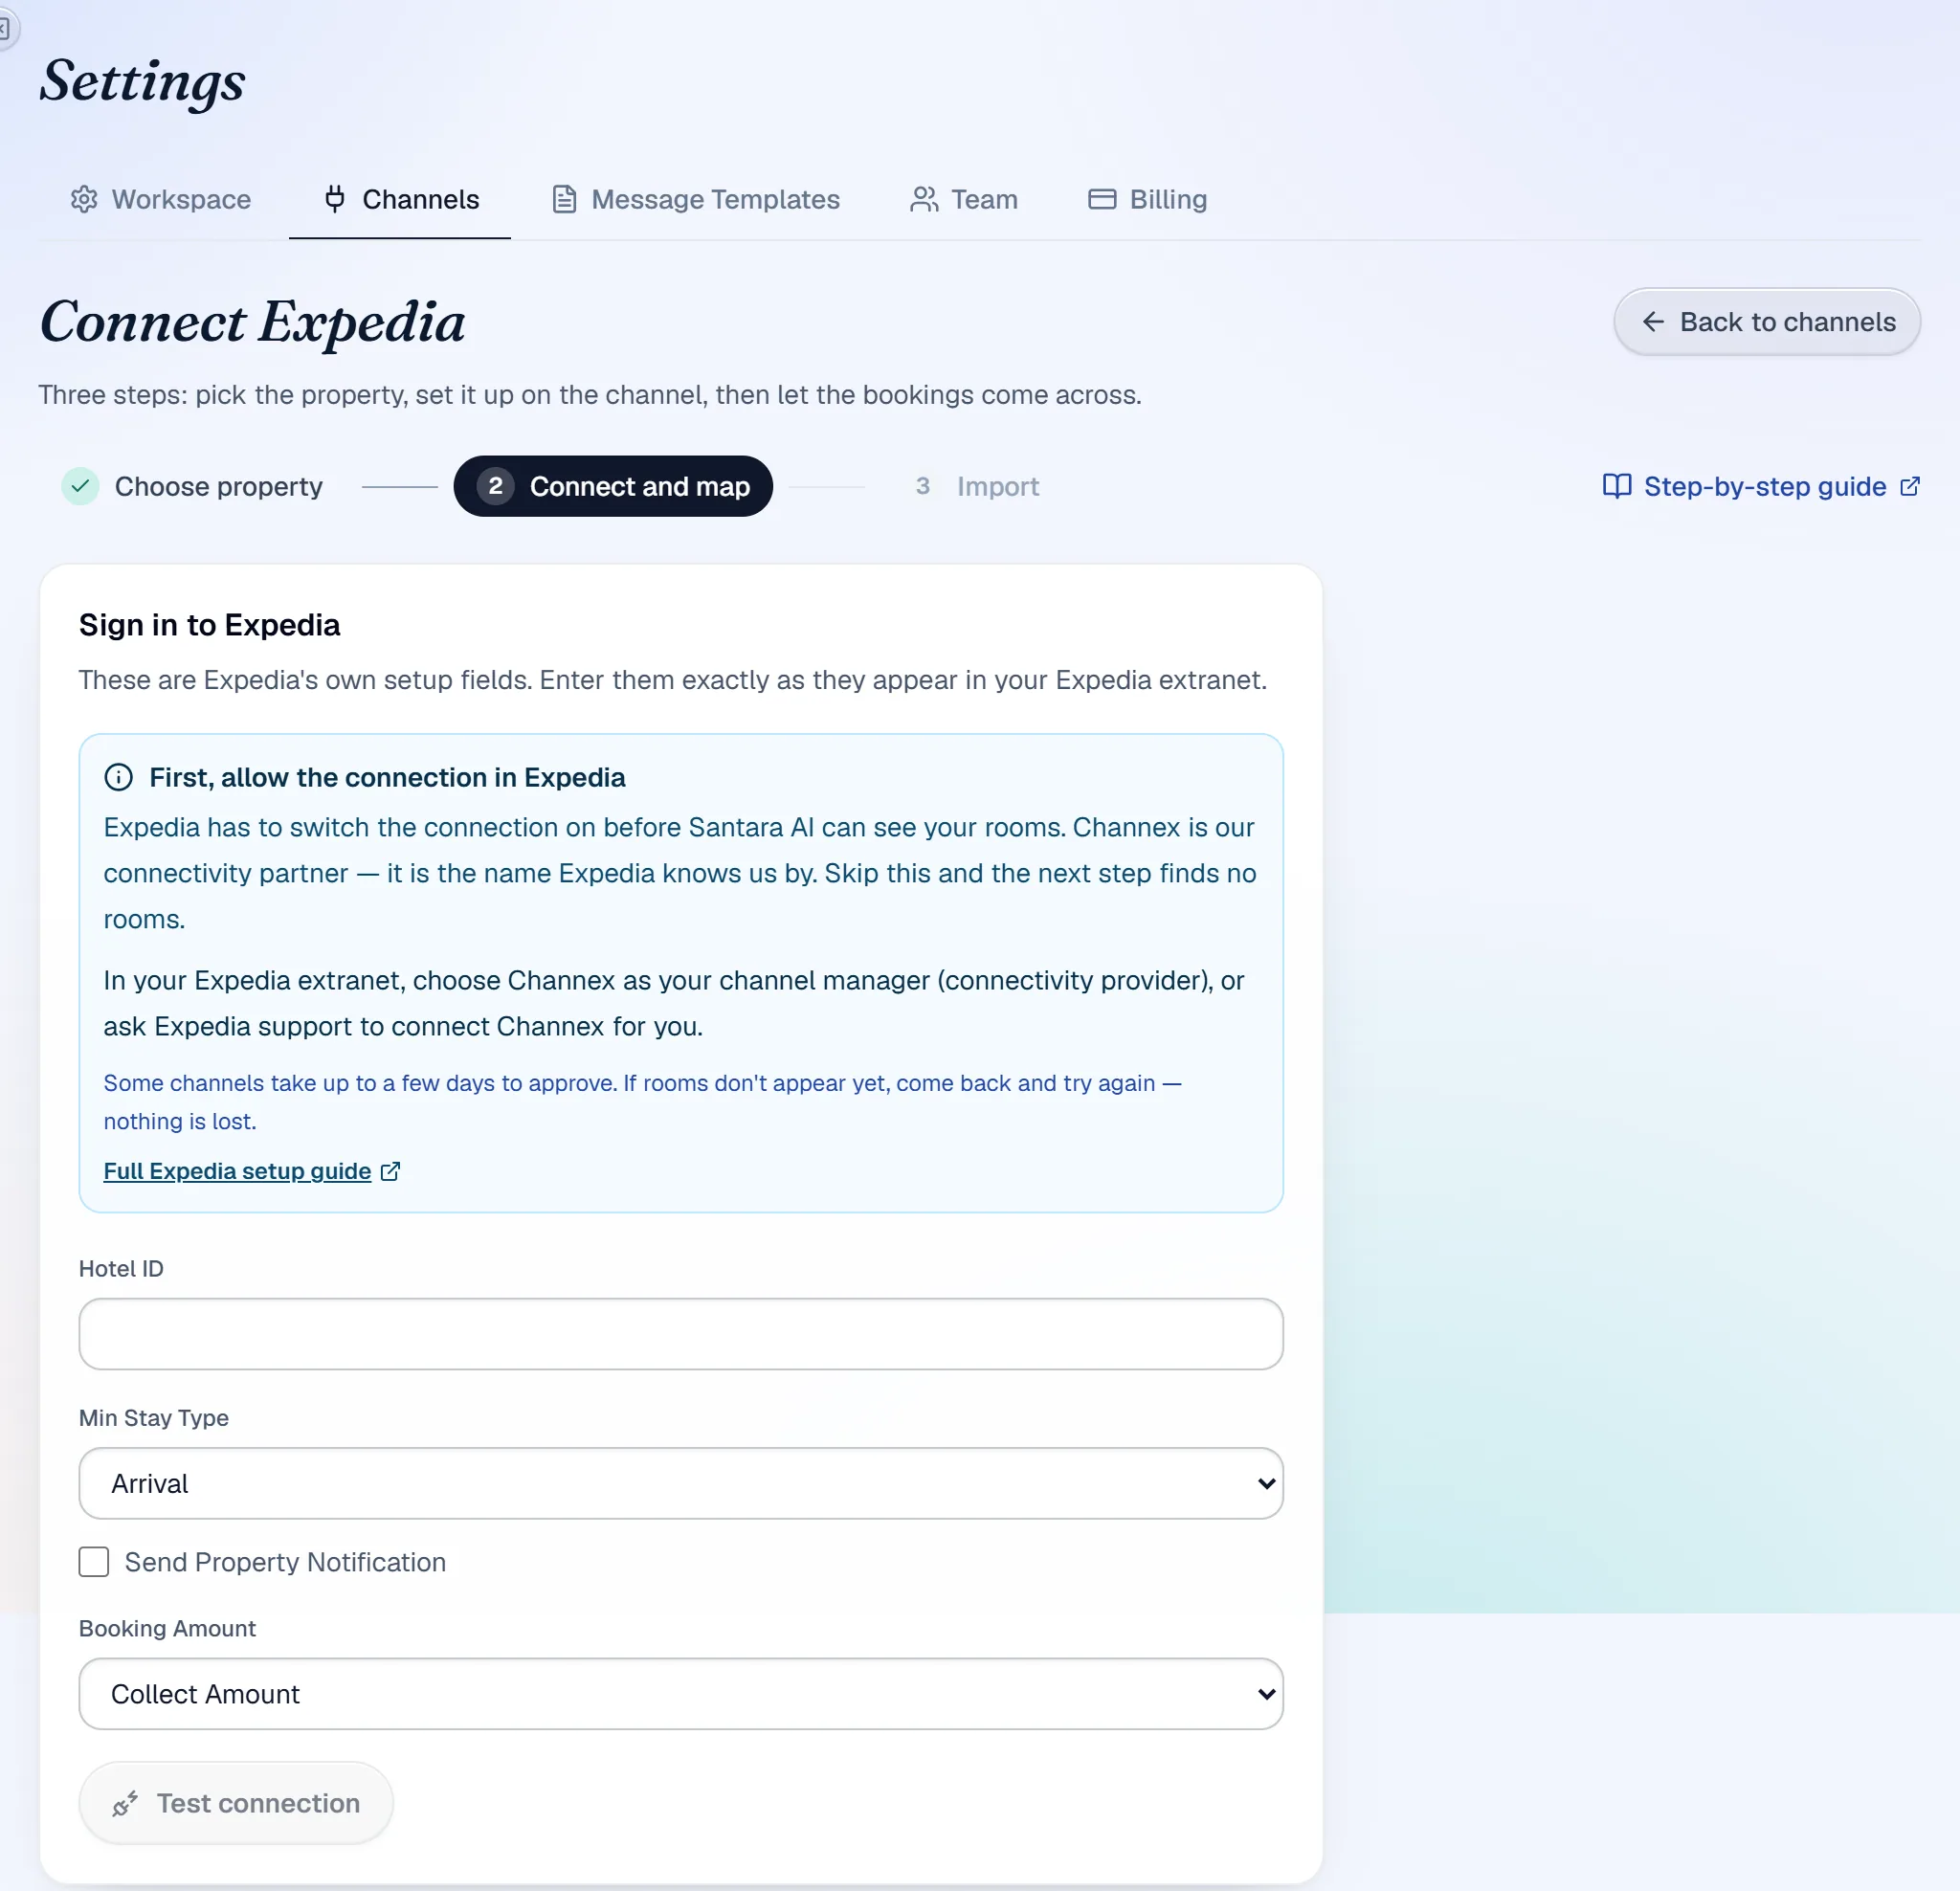 Settings
Workspace
Channels
Message Templates
Team
Billing
Connect Expedia
Back to channels
Three steps: pick the property, set it up on the channel, then let the bookings come across.
Choose property
2 Connect and map
3 Import
Step-by-step guide
Sign in to Expedia
These are Expedia's own setup fields. Enter them exactly as they appear in your Expedia extranet.
First, allow the connection in Expedia
Expedia has to switch the connection on before Santara AI can see your rooms. Channex is our
connectivity partner — it is the name Expedia knows us by. Skip this and the next step finds no
rooms.
In your Expedia extranet, choose Channex as your channel manager (connectivity provider), or
ask Expedia support to connect Channex for you.
Some channels take up to a few days to approve. If rooms don't appear yet, come back and try again —
nothing is lost.
Full Expedia setup guide
Hotel ID
Min Stay Type
Arrival
Send Property Notification
Booking Amount
Collect Amount
Test connection